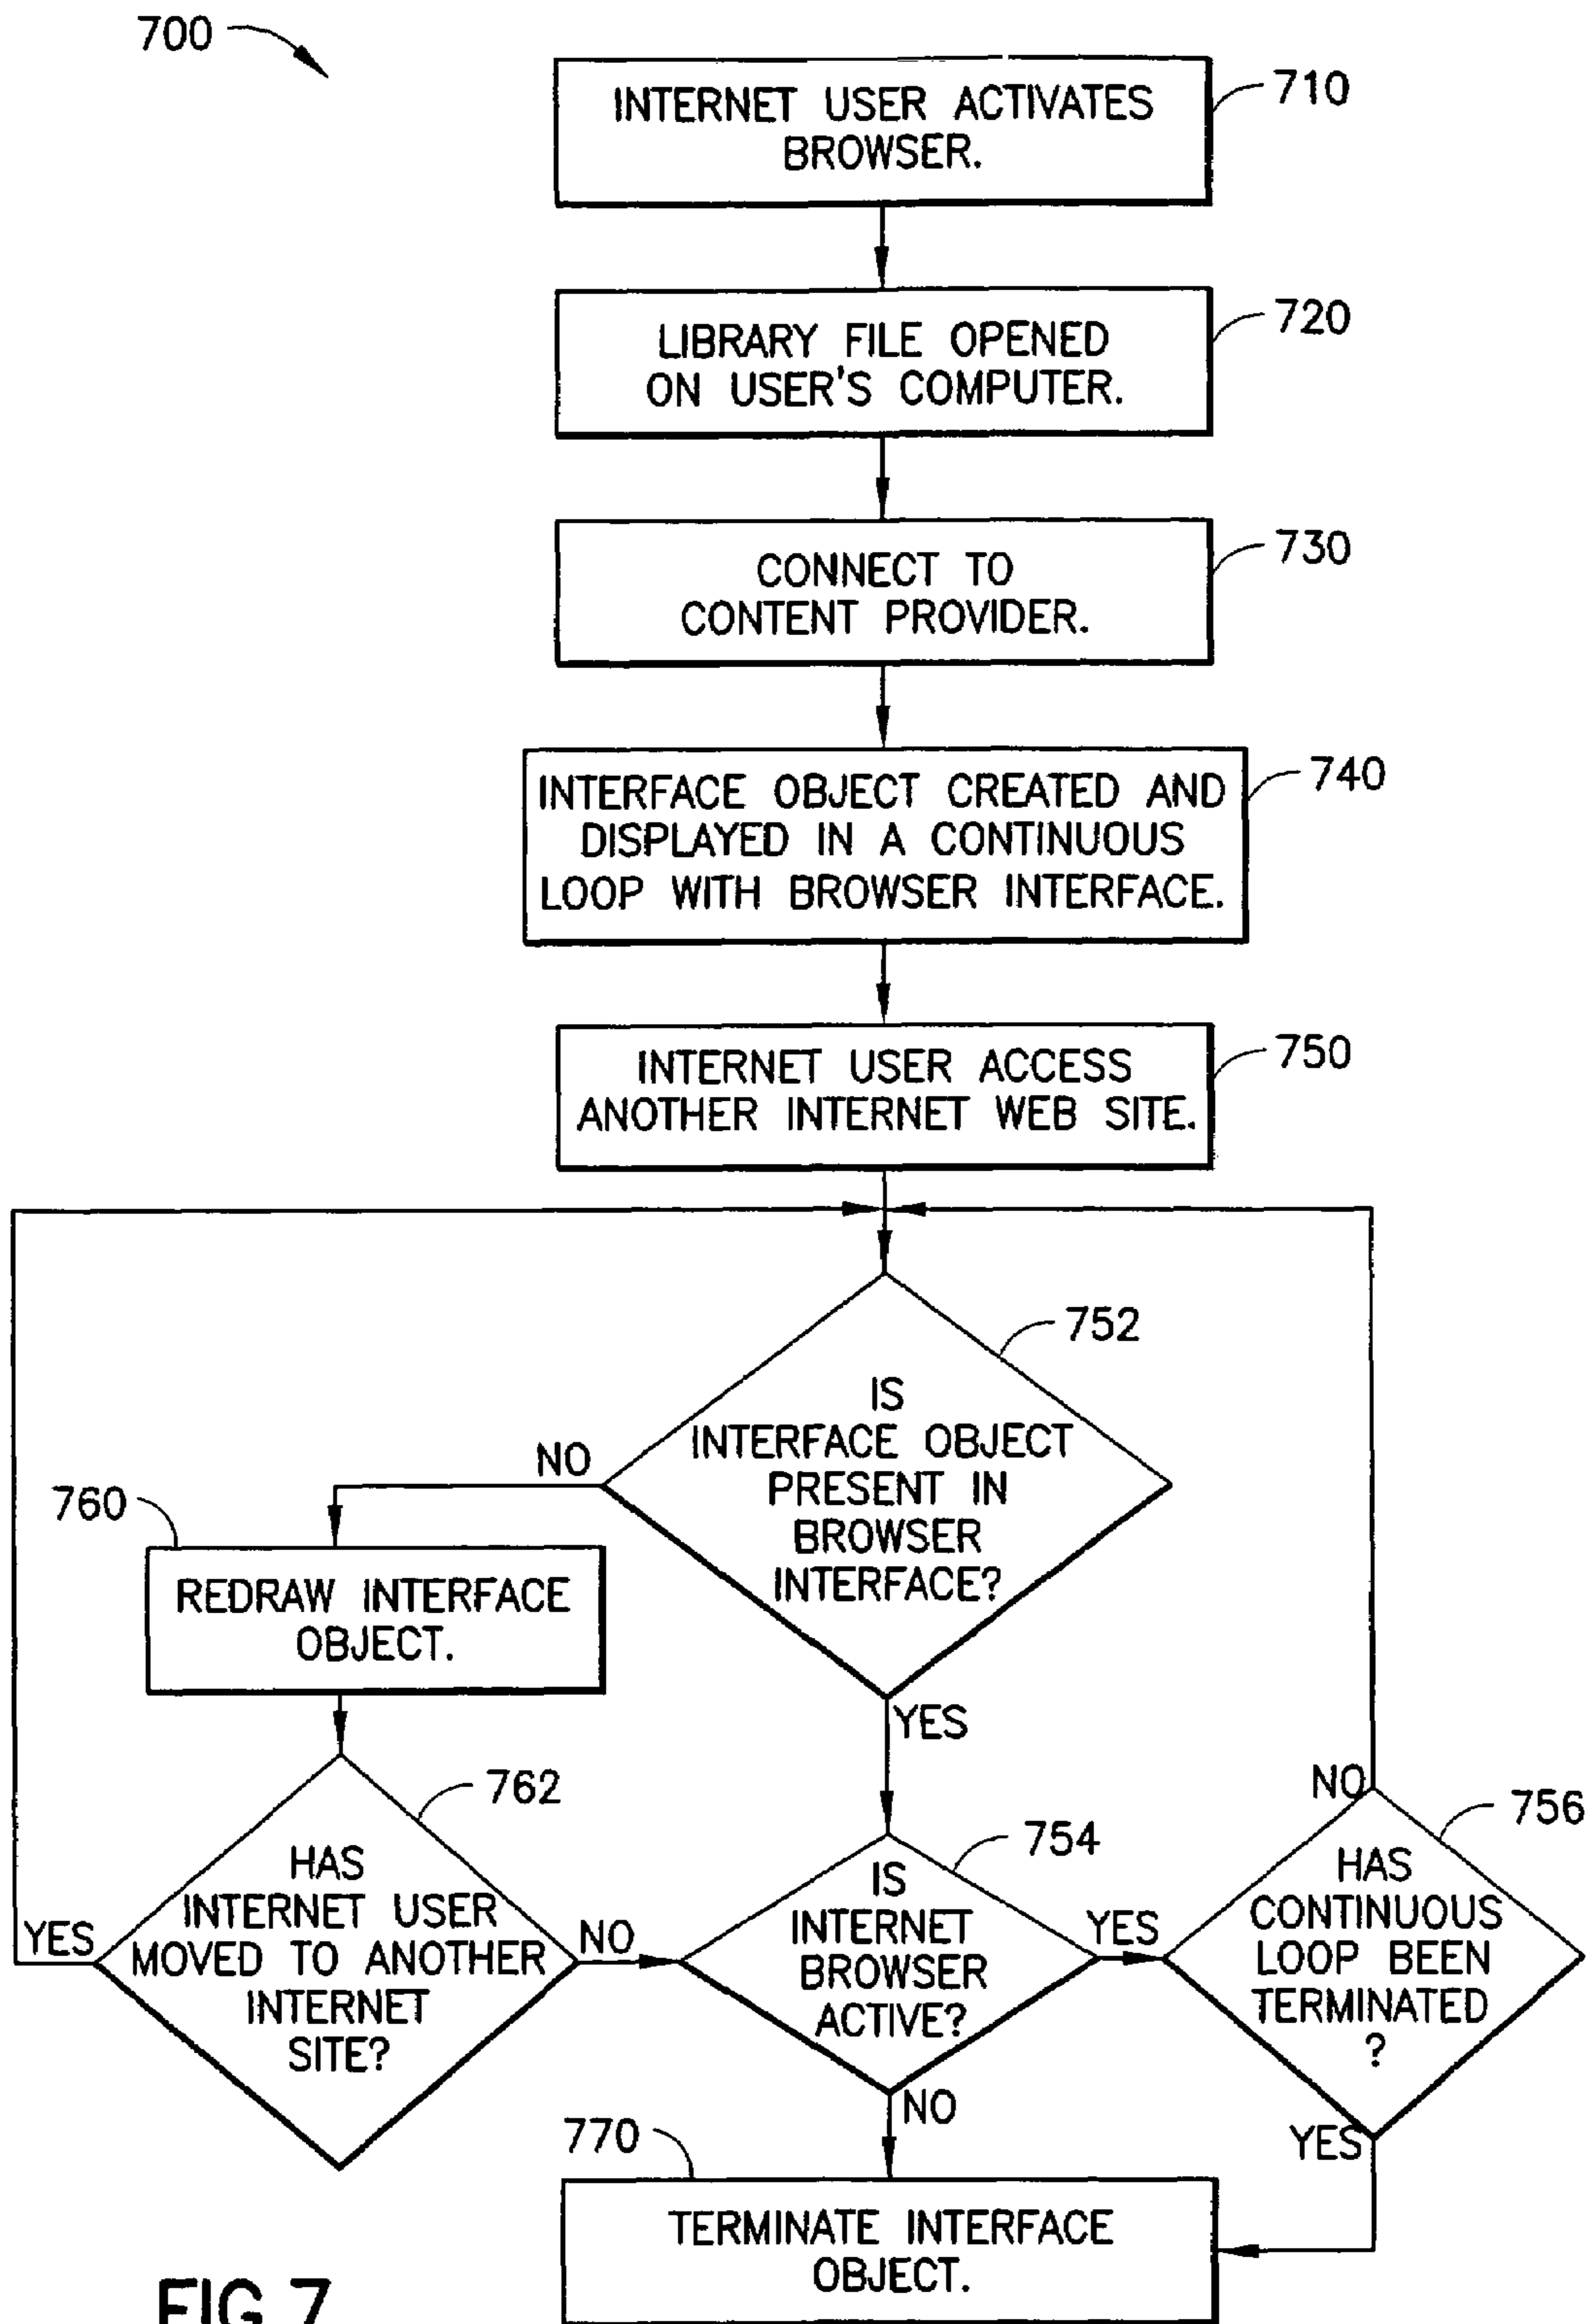 700
INTERNET USER ACTIVATES
BROWSER.
710
LIBRARY FILE OPENED
ON USER'S COMPUTER.
720
CONNECT TO
CONTENT PROVIDER.
730
INTERFACE OBJECT CREATED AND
DISPLAYED IN A CONTINUOUS
LOOP WITH BROWSER INTERFACE.
740
INTERNET USER ACCESS
ANOTHER INTERNET WEB SITE.
750
752
IS
INTERFACE OBJECT
PRESENT IN
BROWSER
INTERFACE?
NO
YES
760
REDRAW INTERFACE
OBJECT.
762
HAS
INTERNET USER
MOVED TO ANOTHER
INTERNET
SITE?
YES
NO
754
IS
INTERNET
BROWSER
ACTIVE?
YES
NO
756
HAS
CONTINUOUS
LOOP BEEN
TERMINATED
?
NO
YES
770
TERMINATE INTERFACE
OBJECT.
FIG.7